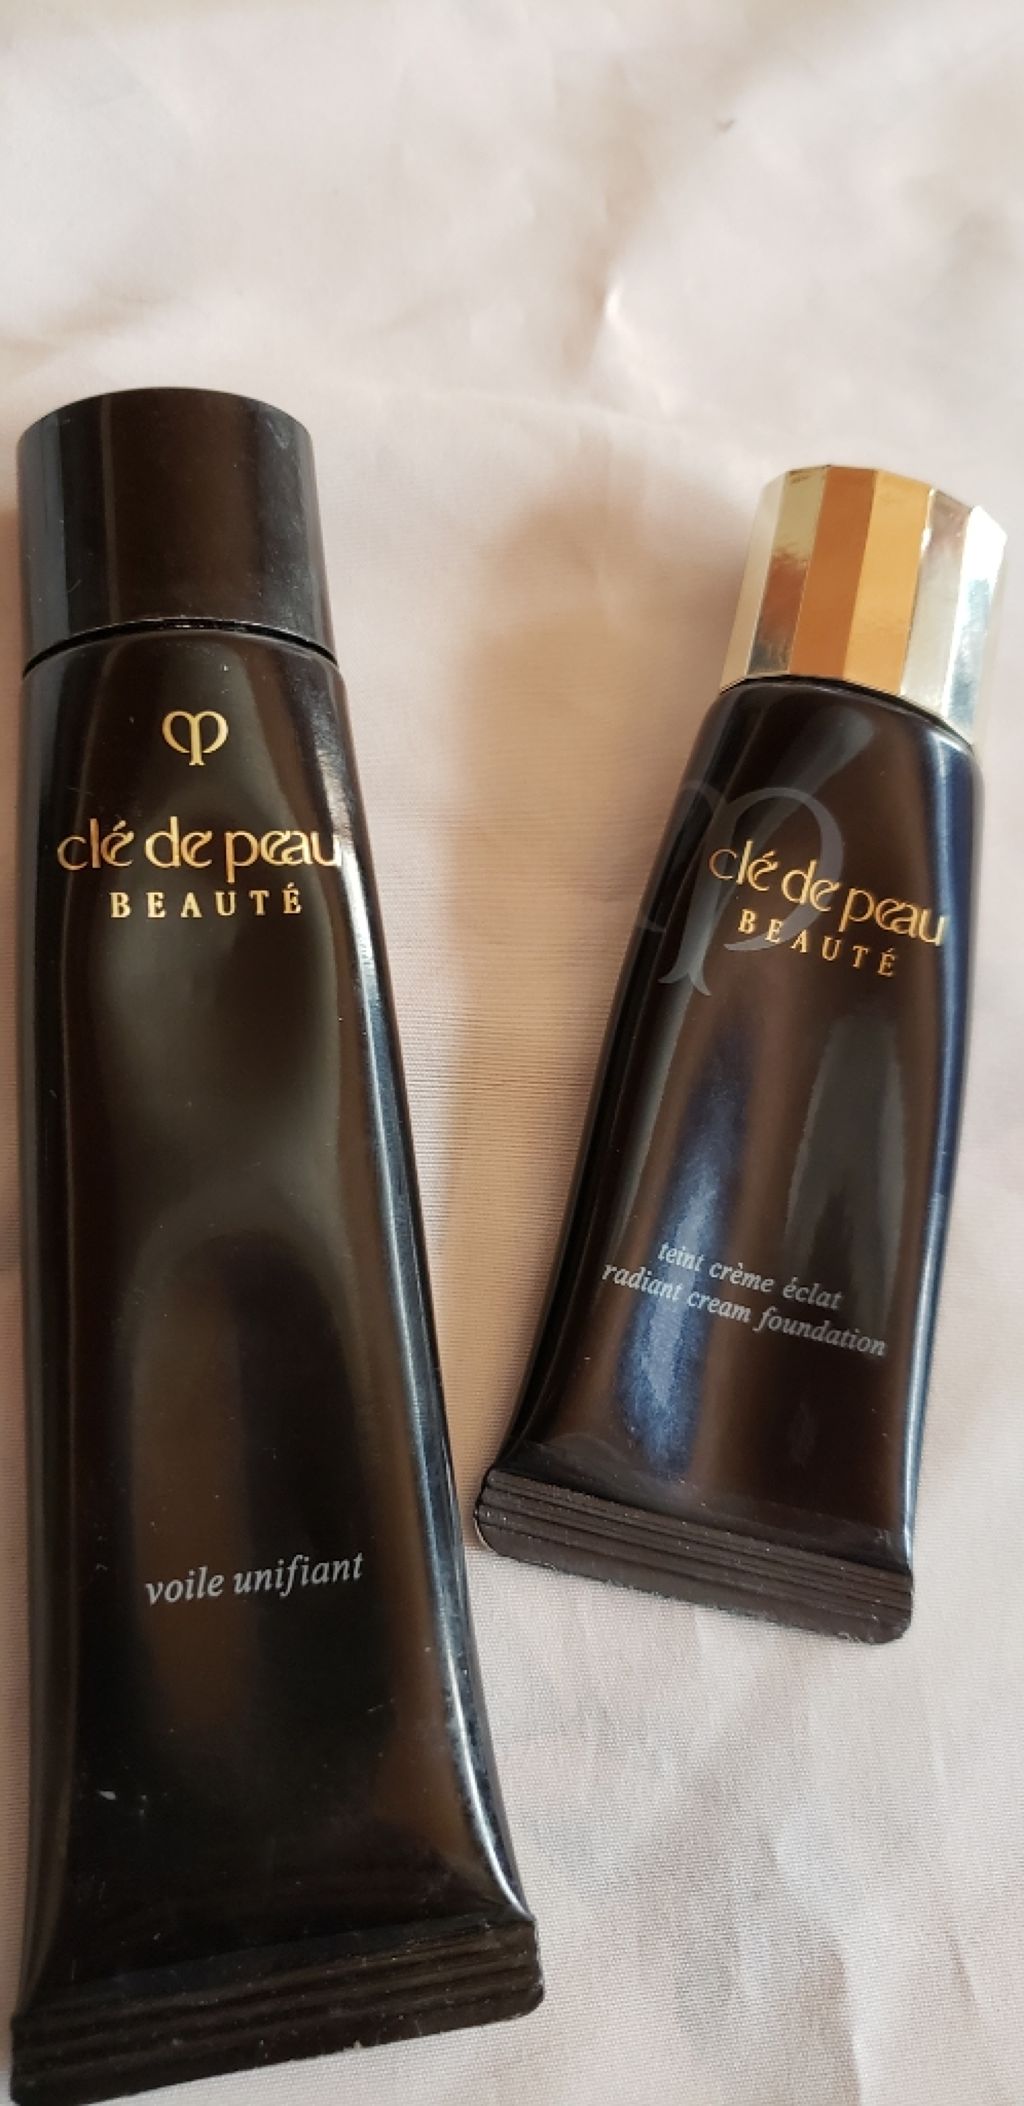 clé de peau
BEAUTÉ
voile unifiant
clé de peau
BEAUTÉ
teint crème éclat
radiant cream foundation